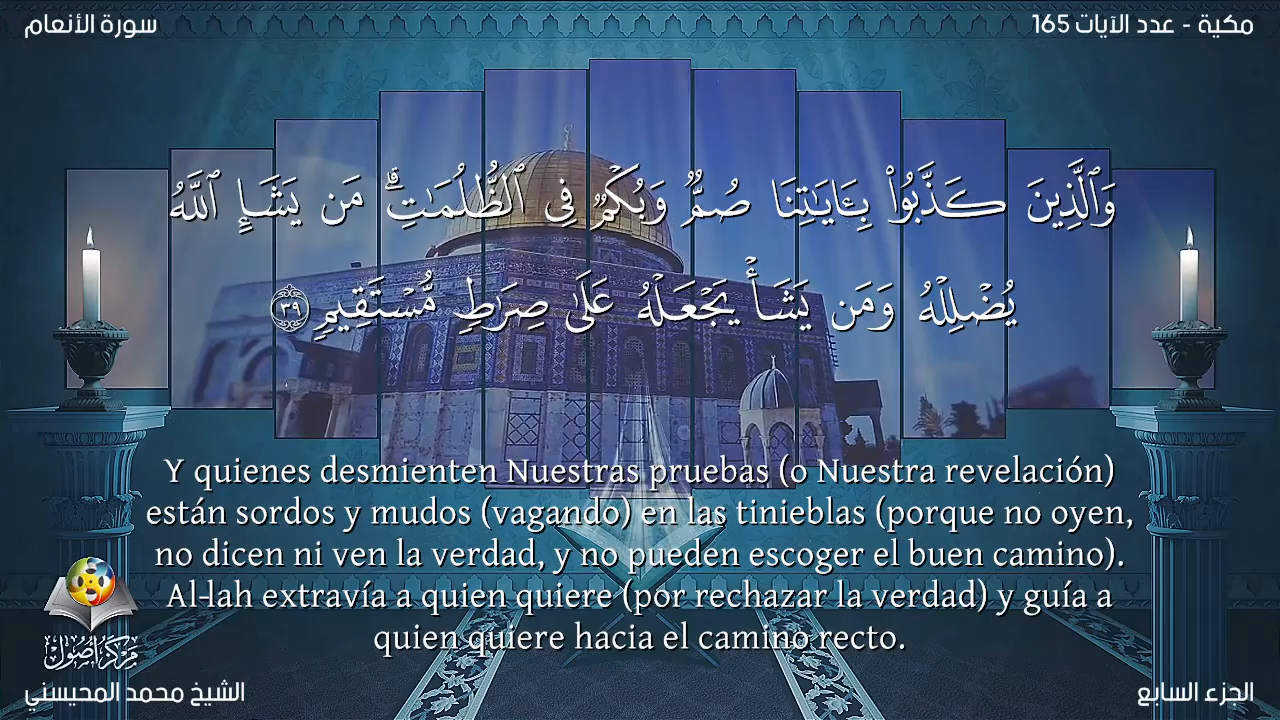 مكية - عدد الآيات 165
سورة الأنعام
وَٱلَّذِينَ كَذَّبُوا۟ بِـَٔايَـٰتِنَا صُمٌّ وَبُكْمٌ فِى ٱلظُّلُمَـٰتِ ۗ مَن يَشَإِ ٱللَّهُ
يُضْلِلْهُ وَمَن يَشَأْ يَجْعَلْهُ عَلَىٰ صِرَٰطٍ مُّسْتَقِيمٍ ٣٩
Y quienes desmienten Nuestras pruebas (o Nuestra revelación)
están sordos y mudos (vagando) en las tinieblas (porque no oyen,
no dicen ni ven la verdad, y no pueden escoger el buen camino).
Al-lah extravía a quien quiere (por rechazar la verdad) y guía a
quien quiere hacia el camino recto.
مركز أصول
الجزء السابع
الشيخ محمد المحيسني